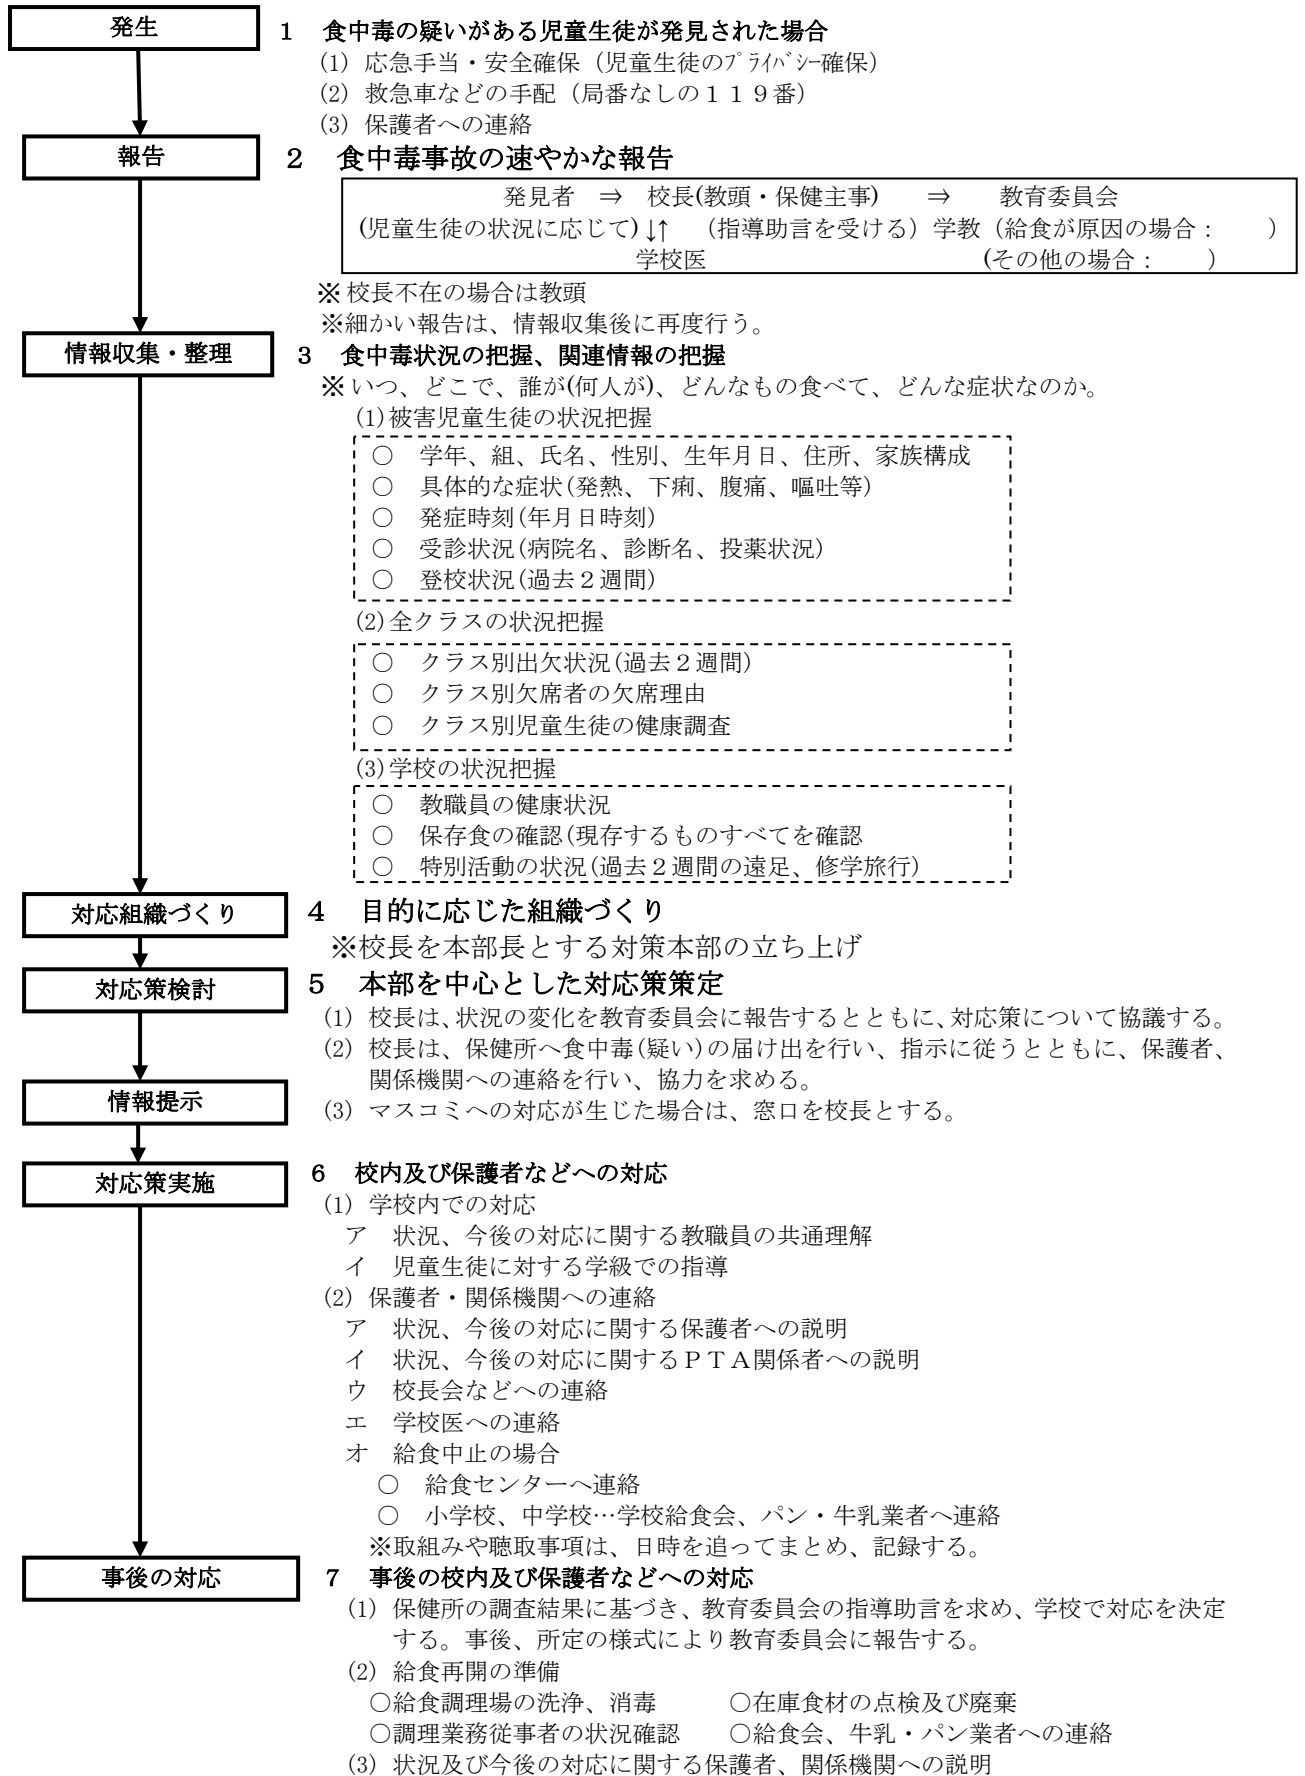 発生
1　食中毒の疑いがある児童生徒が発見された場合
(1) 応急手当・安全確保（児童生徒のﾌﾟﾗｲﾊﾞｼｰ確保）
(2) 救急車などの手配（局番なしの１１９番）
(3) 保護者への連絡
報告
2　食中毒事故の速やかな報告
発見者　⇒　校長(教頭・保健主事)　　⇒　　教育委員会
(児童生徒の状況に応じて)↓↑　（指導助言を受ける）学教（給食が原因の場合：　　）
学校医　　　　　　　　　　　　(その他の場合：　　）
※校長不在の場合は教頭
※細かい報告は、情報収集後に再度行う。
情報収集・整理
3　食中毒状況の把握、関連情報の把握
※いつ、どこで、誰が(何人が)、どんなもの食べて、どんな症状なのか。
(1)被害児童生徒の状況把握
○　学年、組、氏名、性別、生年月日、住所、家族構成
○　具体的な症状(発熱、下痢、腹痛、嘔吐等)
○　発症時刻(年月日時刻)
○　受診状況(病院名、診断名、投薬状況)
○　登校状況(過去２週間)
(2)全クラスの状況把握
○　クラス別出欠状況(過去２週間)
○　クラス別欠席者の欠席理由
○　クラス別児童生徒の健康調査
(3)学校の状況把握
○　教職員の健康状況
○　保存食の確認(現存するものすべてを確認
○　特別活動の状況(過去２週間の遠足、修学旅行)
対応組織づくり
4　目的に応じた組織づくり
※校長を本部長とする対策本部の立ち上げ
対応策検討
5　本部を中心とした対応策策定
(1) 校長は、状況の変化を教育委員会に報告するとともに、対応策について協議する。
(2) 校長は、保健所へ食中毒(疑い)の届け出を行い、指示に従うとともに、保護者、
関係機関への連絡を行い、協力を求める。
情報提示
(3) マスコミへの対応が生じた場合は、窓口を校長とする。
対応策実施
6　校内及び保護者などへの対応
(1) 学校内での対応
ア　状況、今後の対応に関する教職員の共通理解
イ　児童生徒に対する学級での指導
(2) 保護者・関係機関への連絡
ア　状況、今後の対応に関する保護者への説明
イ　状況、今後の対応に関するＰＴＡ関係者への説明
ウ　校長会などへの連絡
エ　学校医への連絡
オ　給食中止の場合
○　給食センターへ連絡
○　小学校、中学校…学校給食会、パン・牛乳業者へ連絡
※取組みや聴取事項は、日時を追ってまとめ、記録する。
事後の対応
7　事後の校内及び保護者などへの対応
(1) 保健所の調査結果に基づき、教育委員会の指導助言を求め、学校で対応を決定
する。事後、所定の様式により教育委員会に報告する。
(2) 給食再開の準備
○給食調理場の洗浄、消毒　　　○在庫食材の点検及び廃棄
○調理業務従事者の状況確認　　○給食会、牛乳・パン業者への連絡
(3) 状況及び今後の対応に関する保護者、関係機関への説明